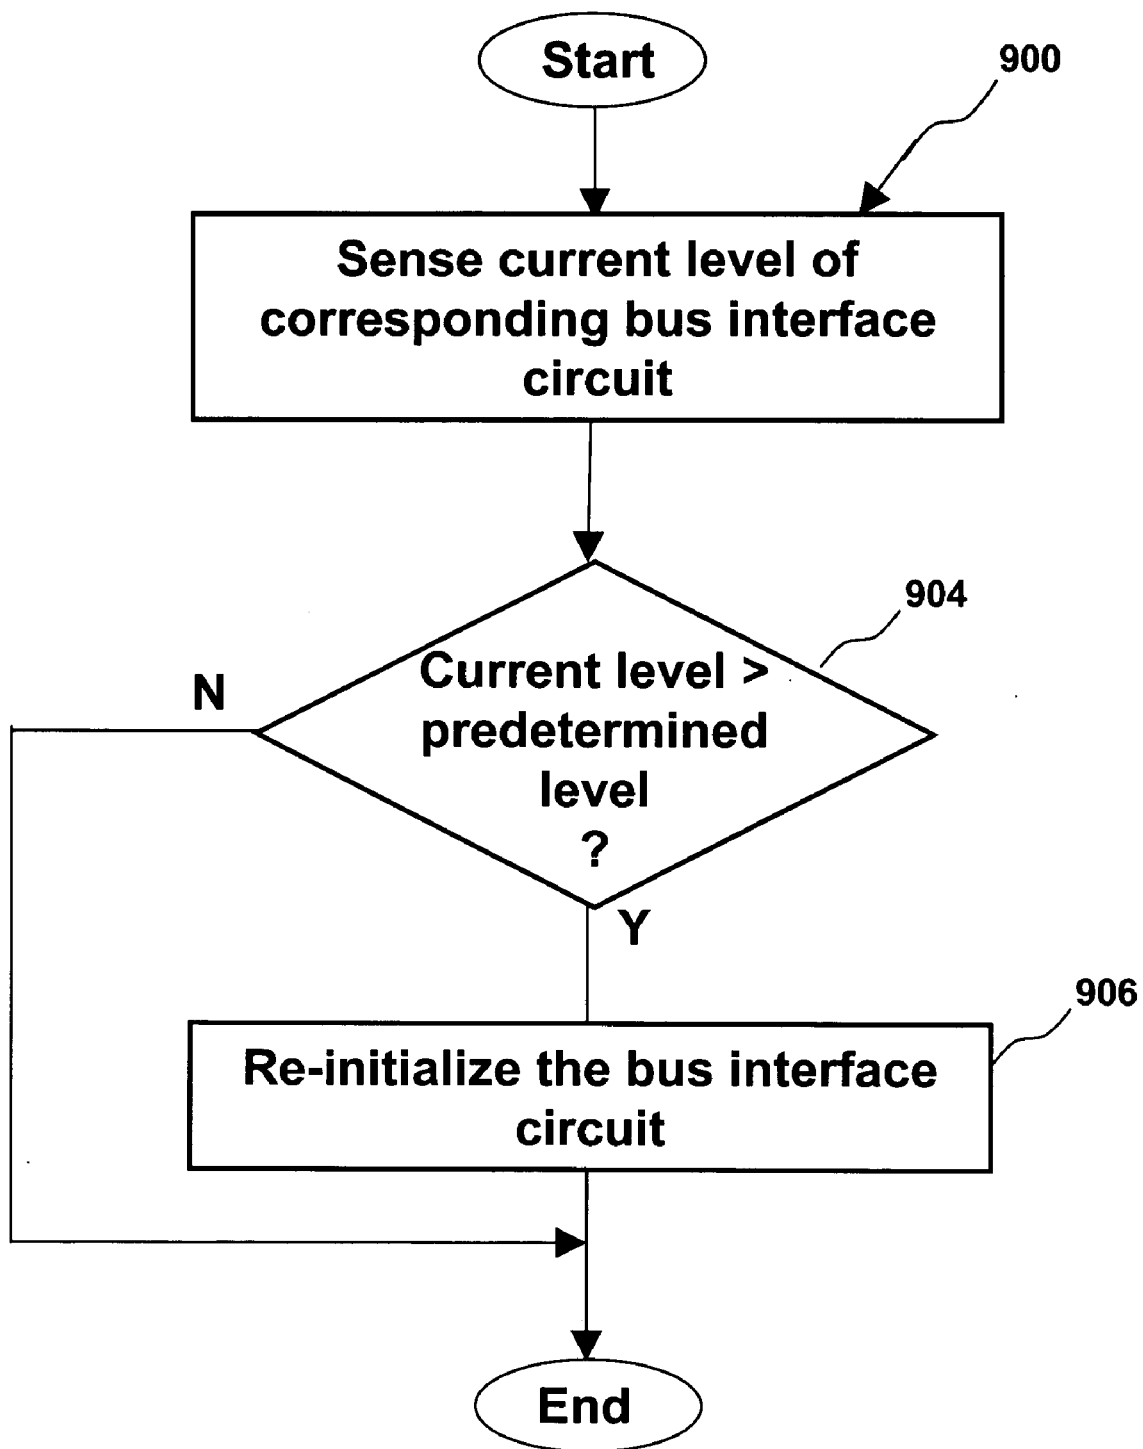 Start
900
Sense current level of
corresponding bus interface
circuit
904
Current level >
predetermined
level
?
N
Y
906
Re-initialize the bus interface
circuit
End